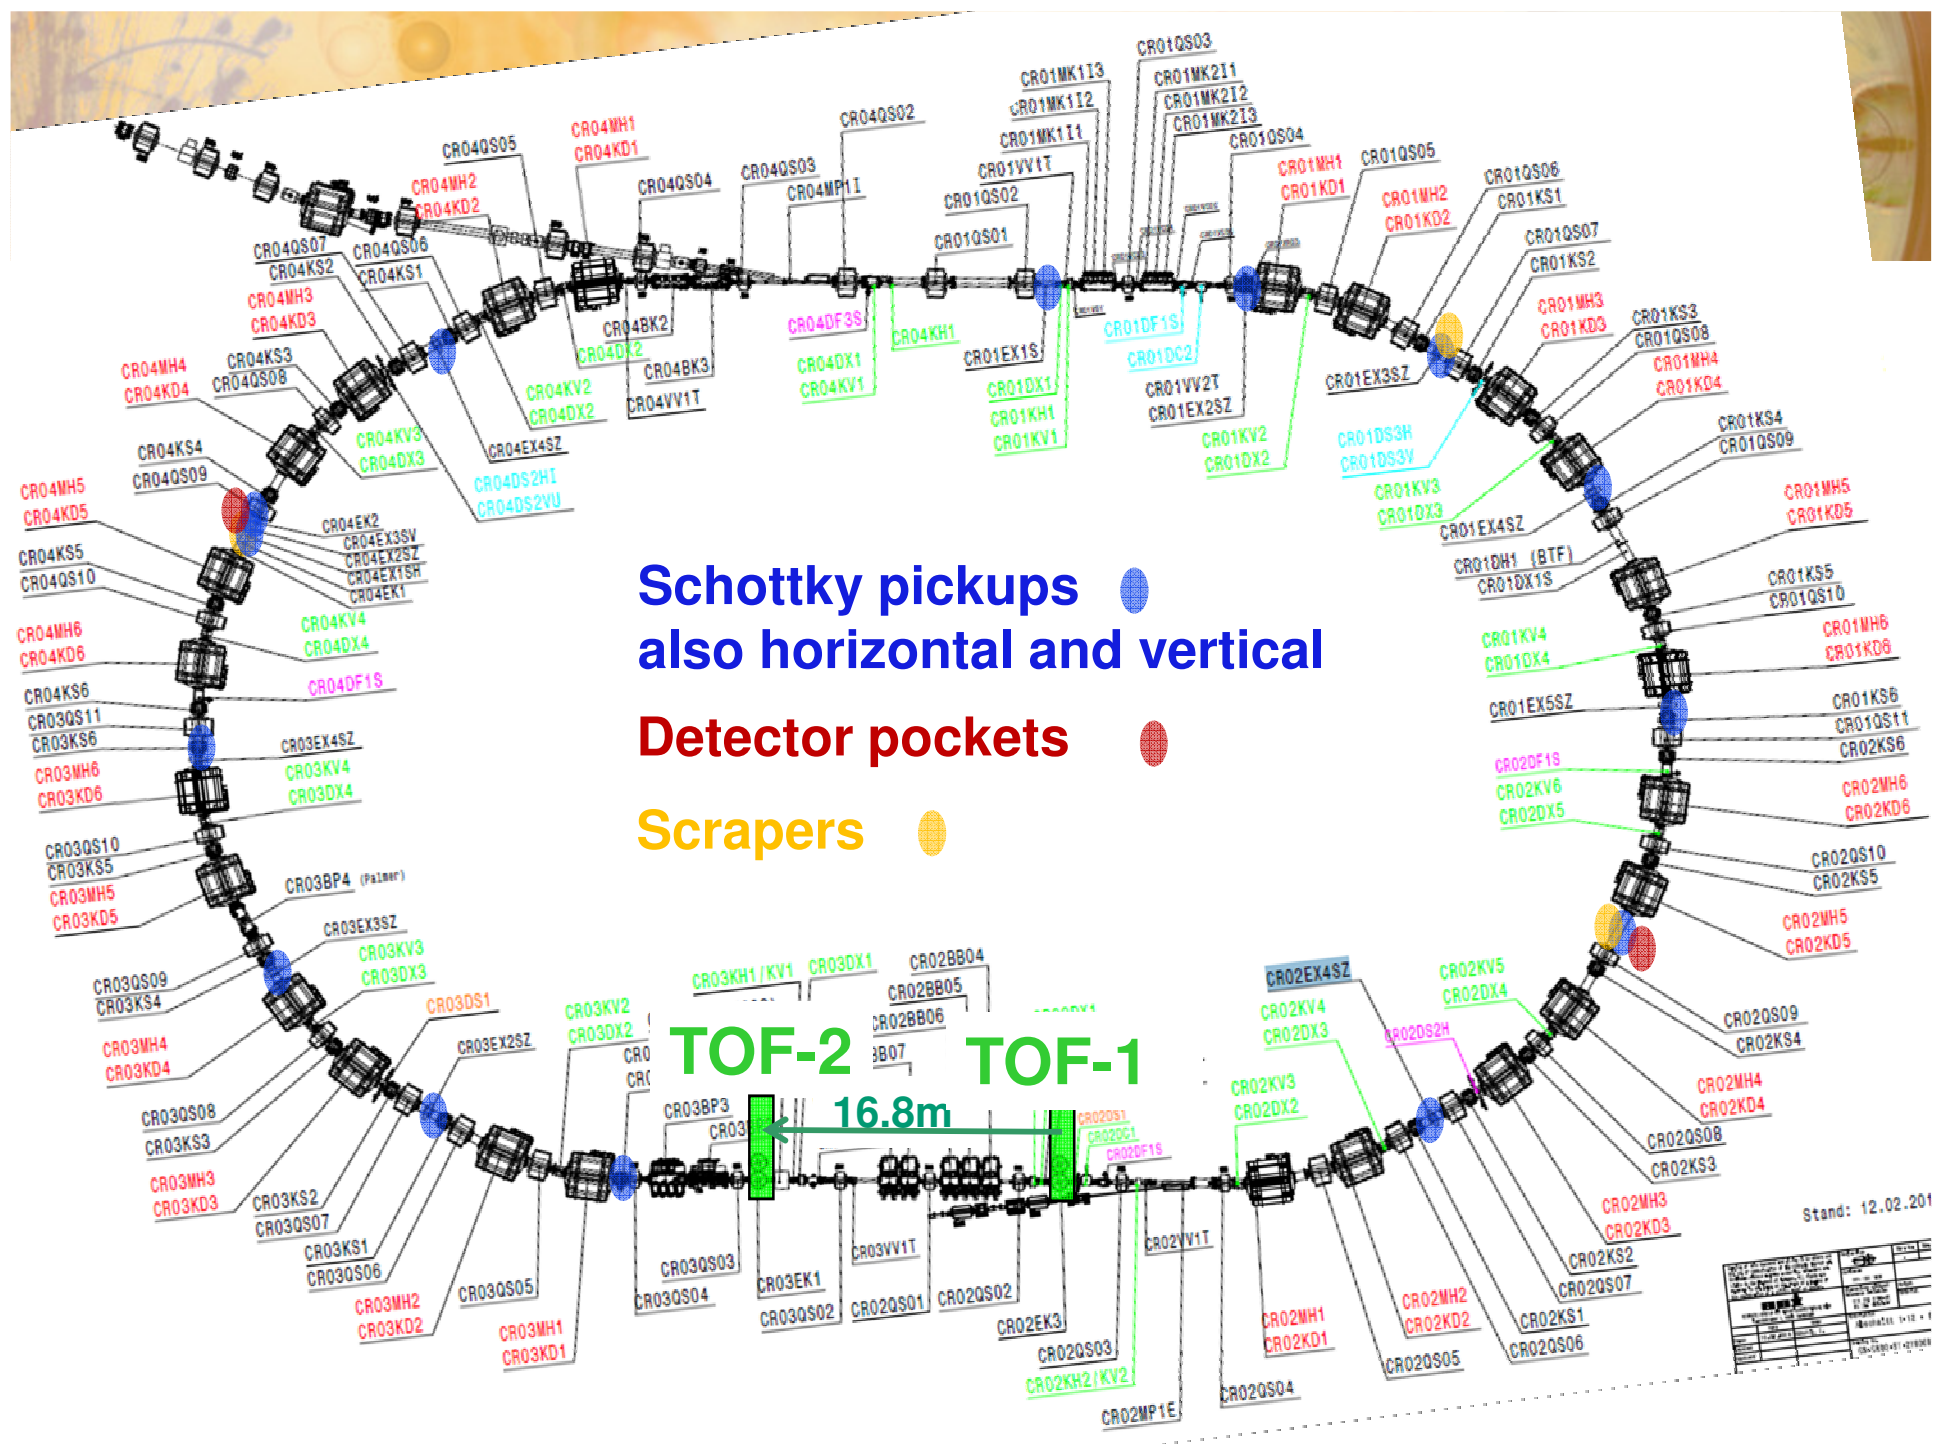 CR01QS03
CR01MK1I3
CR01MK2I1
CR01MK1I2
CR01MK2I2
CR01MK1I1
CR01MK2I3
CR01VV1T
CR01QS04
CR01QS02
CR01QS01
CR04QS02
CR04MH1
CR04KD1
CR04QS05
CR04MH2
CR04KD2
CR04QS04
CR04QS03
CR04MP1I
CR01MH1
CR01KD1
CR01QS05
CR01MH2
CR01KD2
CR01QS06
CR01KS1
CR01QS07
CR01KS2
CR01MH3
CR01KD3
CR01KS3
CR01QS08
CR01MH4
CR01KD4
CR01KS4
CR01QS09
CR01MH5
CR01KD5
CR01KS5
CR01QS10
CR01MH6
CR01KD6
CR01KS6
CR01QS11
CR02KS6
CR02MH6
CR02KD6
CR02QS10
CR02KS5
CR02MH5
CR02KD5
CR02QS09
CR02KS4
CR02MH4
CR02KD4
CR02QS08
CR02KS3
CR02MH3
CR02KD3
CR02KS2
CR02QS07
CR02KS1
CR02QS06
CR02MH2
CR02KD2
CR02QS05
CR02MH1
CR02KD1
CR02QS04
CR02MP1E
CR02KH2/KV2
CR02QS03
CR02EK3
CR02VV1T
CR02QS02
CR02QS01
CR03VV1T
CR03QS02
CR03EK1
CR03QS03
CR03QS04
CR03MH1
CR03KD1
CR03QS05
CR03MH2
CR03KD2
CR03QS06
CR03KS1
CR03QS07
CR03KS2
CR03MH3
CR03KD3
CR03KS3
CR03QS08
CR03MH4
CR03KD4
CR03KS4
CR03QS09
CR03MH5
CR03KD5
CR03KS5
CR03QS10
CR03MH6
CR03KD6
CR03KS6
CR03QS11
CR04KS6
CR04MH6
CR04KD6
CR04QS10
CR04KS5
CR04MH5
CR04KD5
CR04QS09
CR04KS4
CR04MH4
CR04KD4
CR04QS08
CR04KS3
CR04MH3
CR04KD3
CR04KS2
CR04QS07
CR04QS06
CR04KS1
CR04BK2
CR04DX2
CR04BK3
CR04VV1T
CR04KV2
CR04DX2
CR04EX4SZ
CR04KV3
CR04DX3
CR04DS2HI
CR04DS2VU
CR04DF3S
CR04KH1
CR04DX1
CR04KV1
CR01EX1S
CR01DX1
CR01KH1
CR01KV1
CR01DF1S
CR01DC2
CR01VV2T
CR01EX2SZ
CR01KV2
CR01DX2
CR01EX3SZ
CR01DS3H
CR01DS3V
CR01KV3
CR01DX3
CR01EX4SZ
CR01DH1 (BTF)
CR01DX1S
CR01KV4
CR01DX4
CR01EX5SZ
CR02DF1S
CR02KV6
CR02DX5
CR04EK2
CR04EX3SV
CR04EX2SZ
CR04EX1SH
CR04EK1
CR04KV4
CR04DX4
CR04DF1S
CR03EX4SZ
CR03KV4
CR03DX4
Schottky pickups
also horizontal and vertical
Detector pockets
Scrapers
CR03BP4 (Palmer)
CR03EX3SZ
CR03KV3
CR03DX3
CR03DS1
CR03EX2SZ
CR03KV2
CR03DX2
CR03KH1/KV1
CR03DX1
CR02BB04
CR02BB05
CR02BB06
BB07
CR02EX4SZ
CR02KV5
CR02DX4
CR02KV4
CR02DX3
CR02DS2H
CR02KV3
CR02DX2
TOF-2
TOF-1
16.8m
CR03BP3
CR02DS1
CR02DC1
CR02DF1S
Stand: 12.02.201